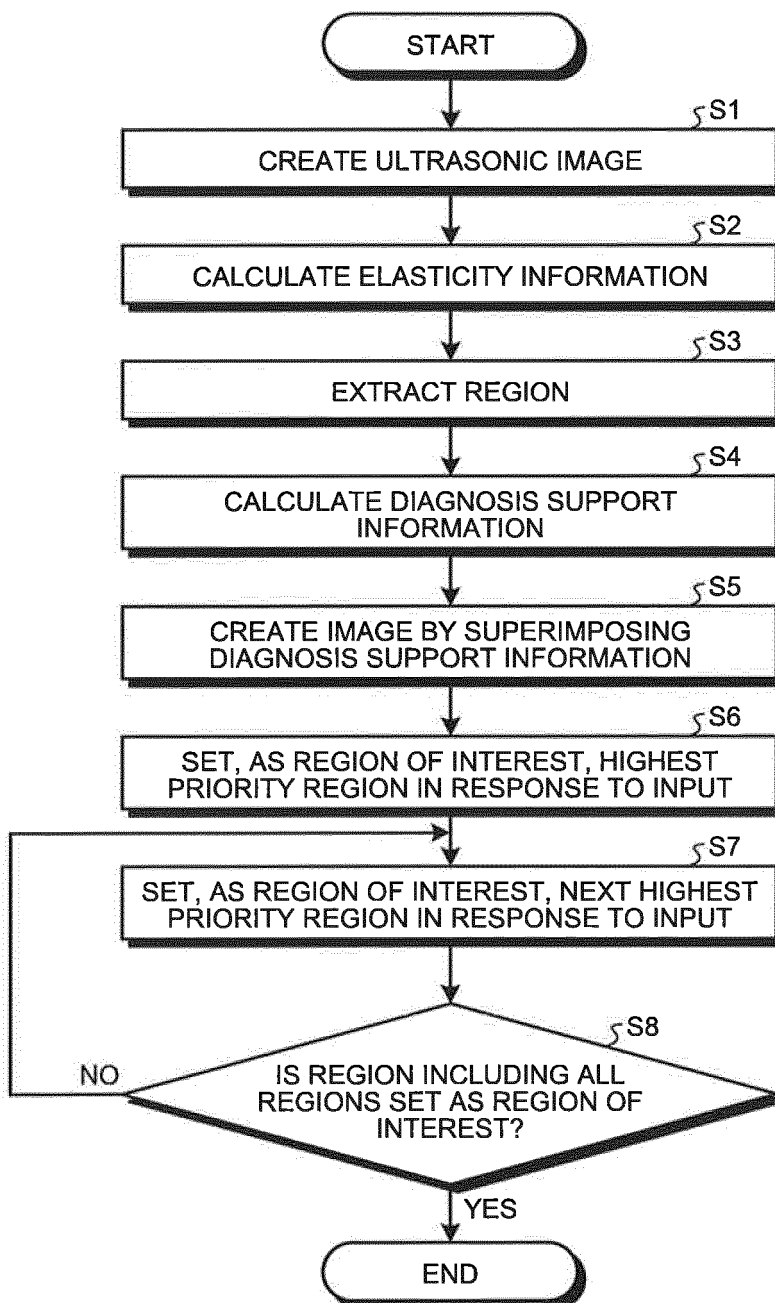 START
S1
CREATE ULTRASONIC IMAGE
S2
CALCULATE ELASTICITY INFORMATION
S3
EXTRACT REGION
S4
CALCULATE DIAGNOSIS SUPPORT
INFORMATION
S5
CREATE IMAGE BY SUPERIMPOSING
DIAGNOSIS SUPPORT INFORMATION
S6
SET, AS REGION OF INTEREST, HIGHEST
PRIORITY REGION IN RESPONSE TO INPUT
S7
SET, AS REGION OF INTEREST, NEXT HIGHEST
PRIORITY REGION IN RESPONSE TO INPUT
S8
IS REGION INCLUDING ALL
REGIONS SET AS REGION OF
INTEREST?
NO
YES
END